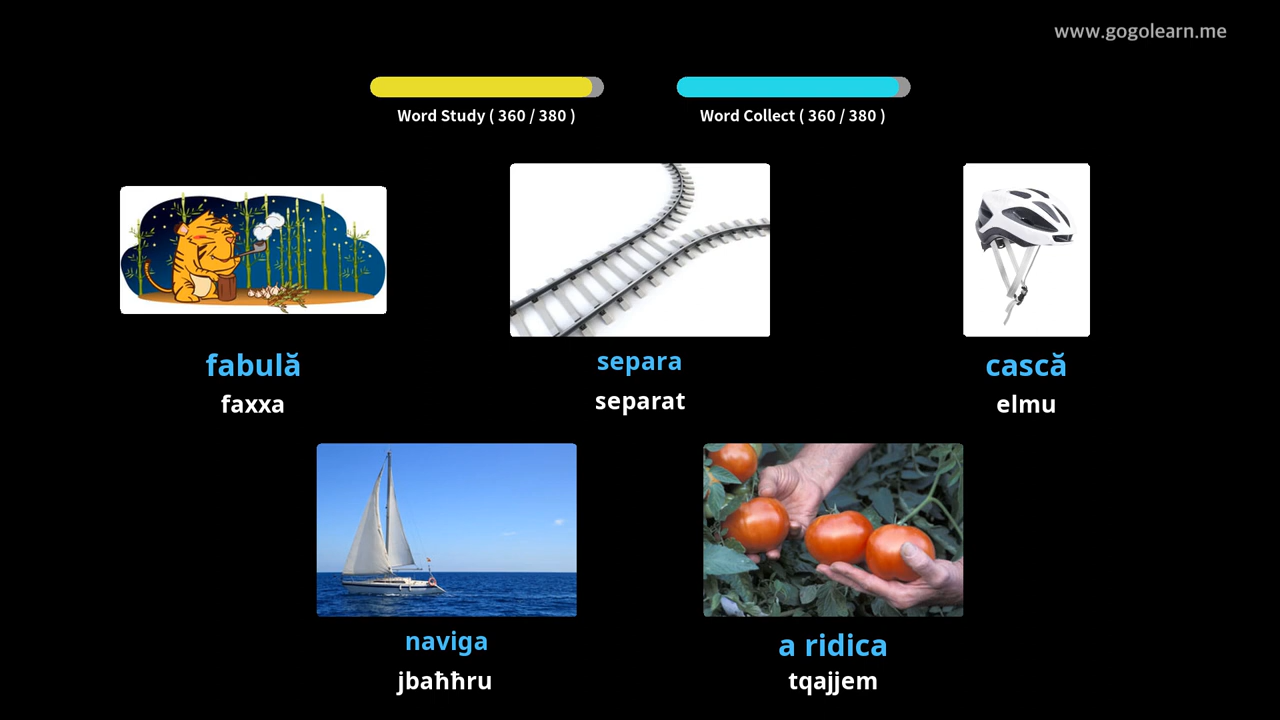 www.gogolearn.me
Word Study ( 360 / 380 )
Word Collect ( 360 / 380 )
fabulă
faxxa
separa
separat
cască
elmu
naviga
jbaħħru
a ridica
tqajjem